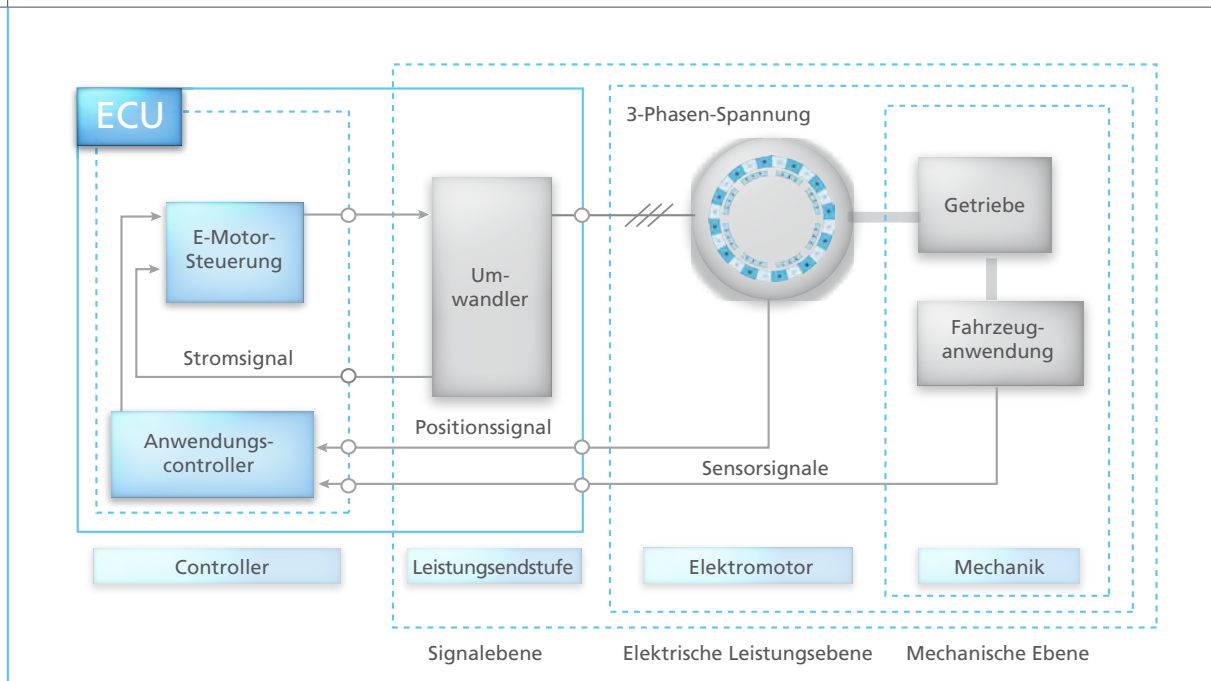 ECU
3-Phasen-Spannung
E-Motor-
Steuerung
Um-
wandler
Getriebe
Fahrzeug-
anwendung
Stromsignal
Anwendungs-
controller
Positionssignal
Sensorsignale
Controller
Leistungsendstufe
Elektromotor
Mechanik
Signalebene
Elektrische Leistungsebene
Mechanische Ebene